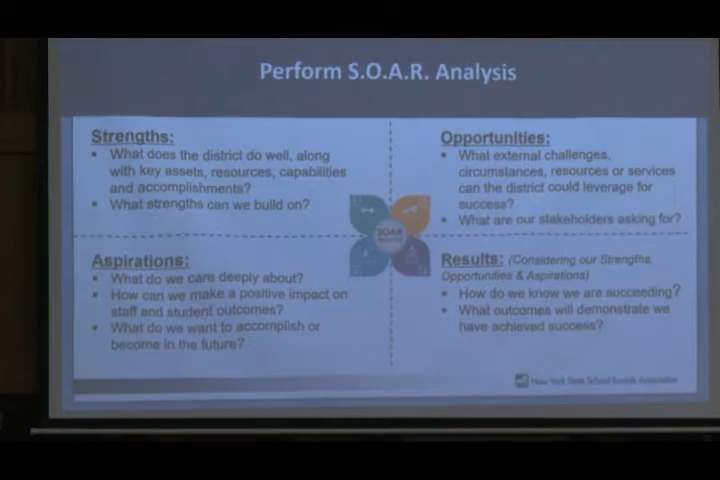 Perform S.O.A.R. Analysis
Strengths:
• What does the district do well, along
with key assets, resources, capabilities
and accomplishments?
• What strengths can we build on?
Opportunities:
• What external challenges,
circumstances, resources or services
can the district could leverage for
success?
• What are our stakeholders asking for?
SOAR
Aspirations:
• What do we care deeply about?
• How can we make a positive impact on
staff and student outcomes?
• What do we want to accomplish or
become in the future?
Results: (Considering our Strengths,
Opportunities & Aspirations)
• How do we know we are succeeding?
• What outcomes will demonstrate we
have achieved success?
New York State School Boards Association